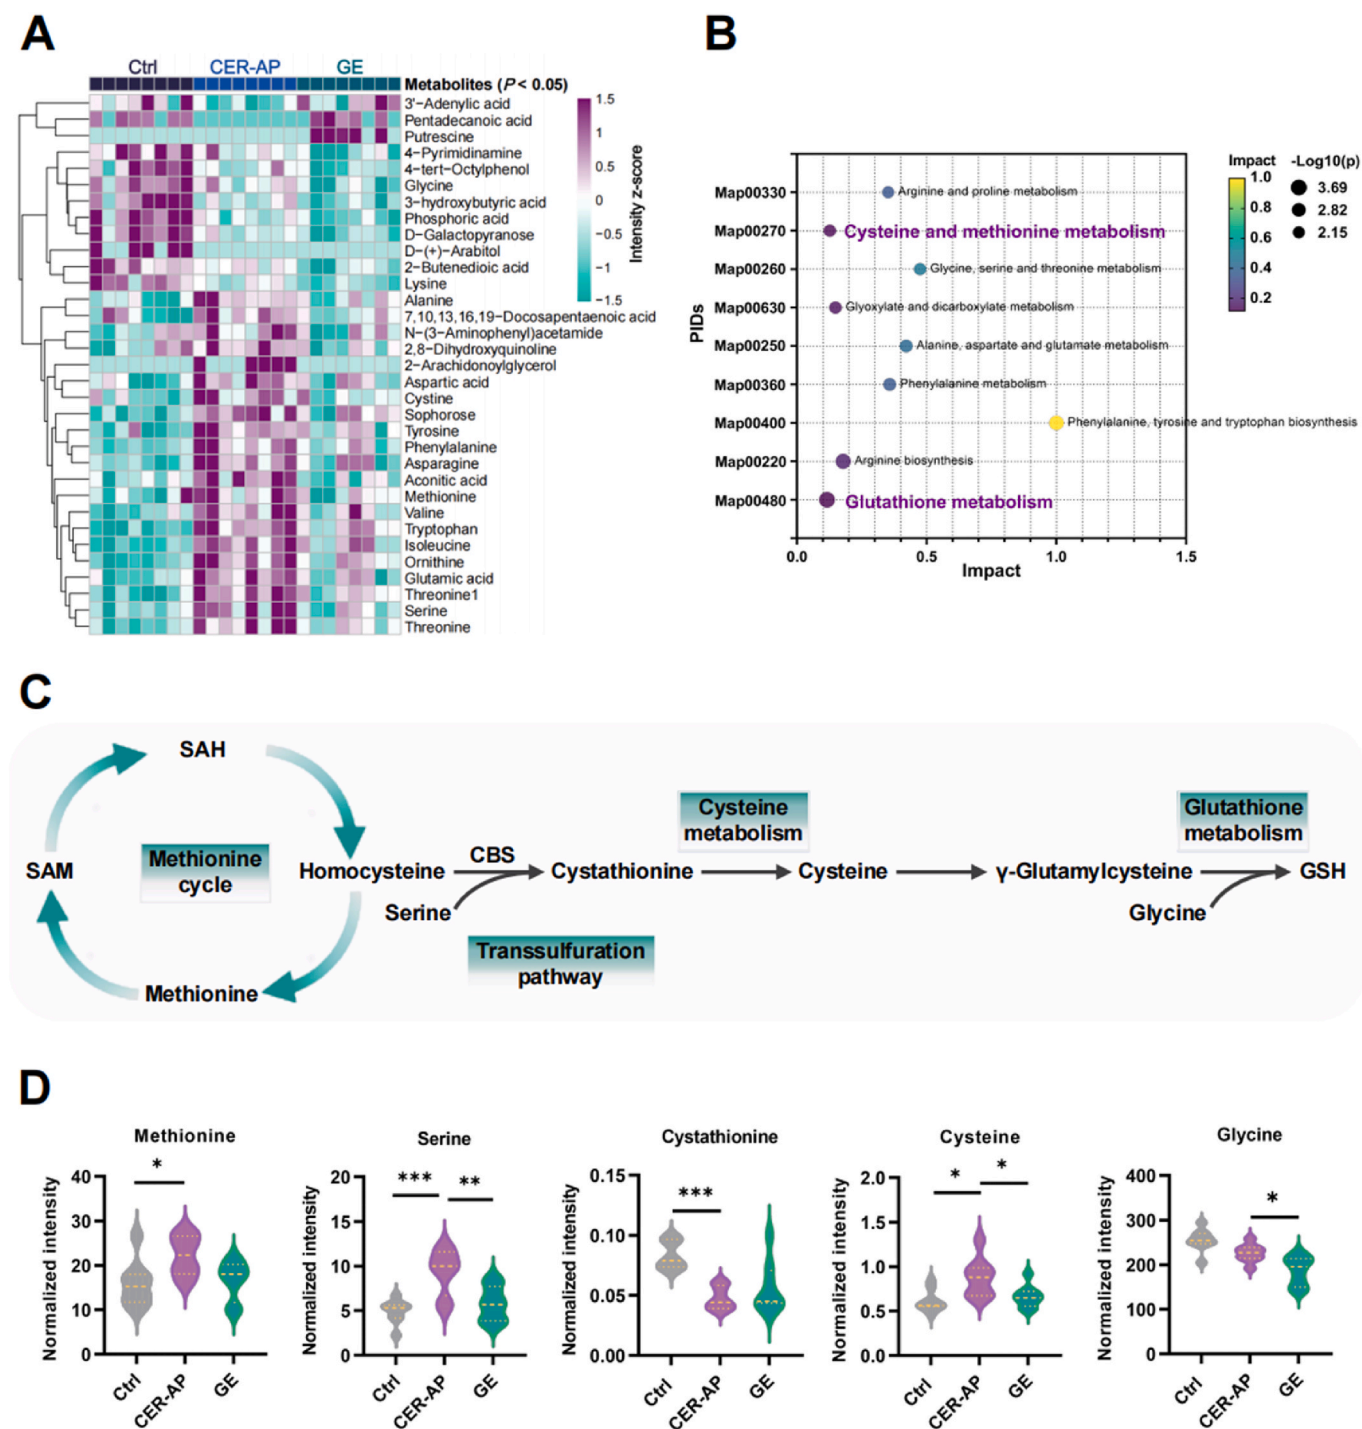 A
Ctrl CER-AP GE
Metabolites (P < 0.05)
3'−Adenylic acid
Pentadecanoic acid
Putrescine
4−Pyrimidinamine
4−tert−Octylphenol
Glycine
3−hydroxybutyric acid
Phosphoric acid
D−Galactopyranose
D−(+)−Arabitol
2−Butenedioic acid
Lysine
Alanine
7,10,13,16,19−Docosapentaenoic acid
N−(3−Aminophenyl)acetamide
2,8−Dihydroxyquinoline
2−Arachidonoylglycerol
Aspartic acid
Cystine
Sophorose
Tyrosine
Phenylalanine
Asparagine
Aconitic acid
Methionine
Valine
Tryptophan
Isoleucine
Ornithine
Glutamic acid
Threonine1
Serine
Threonine
1.5
1
0.5
0
−0.5
−1
−1.5
Intensity z-score
B
PIDs
Map00330 Arginine and proline metabolism
Map00270 Cysteine and methionine metabolism
Map00260 Glycine, serine and threonine metabolism
Map00630 Glyoxylate and dicarboxylate metabolism
Map00250 Alanine, aspartate and glutamate metabolism
Map00360 Phenylalanine metabolism
Map00400 Phenylalanine, tyrosine and tryptophan biosynthesis
Map00220 Arginine biosynthesis
Map00480 Glutathione metabolism
0.0 0.5 1.0 1.5
Impact
Impact
1.0
0.8
0.6
0.4
0.2
-Log10(p)
3.69
2.82
2.15
C
SAH
SAM
Methionine
cycle
Methionine
Homocysteine
CBS
Serine
Cystathionine
Transsulfuration
pathway
Cysteine
metabolism
Cysteine
γ-Glutamylcysteine
Glycine
Glutathione
metabolism
GSH
D
Methionine
Normalized intensity
40
30
20
10
0
*
Ctrl CER-AP GE
Serine
Normalized intensity
20
15
10
5
0
*** **
Ctrl CER-AP GE
Cystathionine
Normalized intensity
0.15
0.10
0.05
0.00
***
Ctrl CER-AP GE
Cysteine
Normalized intensity
2.0
1.5
1.0
0.5
0.0
* *
Ctrl CER-AP GE
Glycine
Normalized intensity
400
300
200
100
0
*
Ctrl CER-AP GE